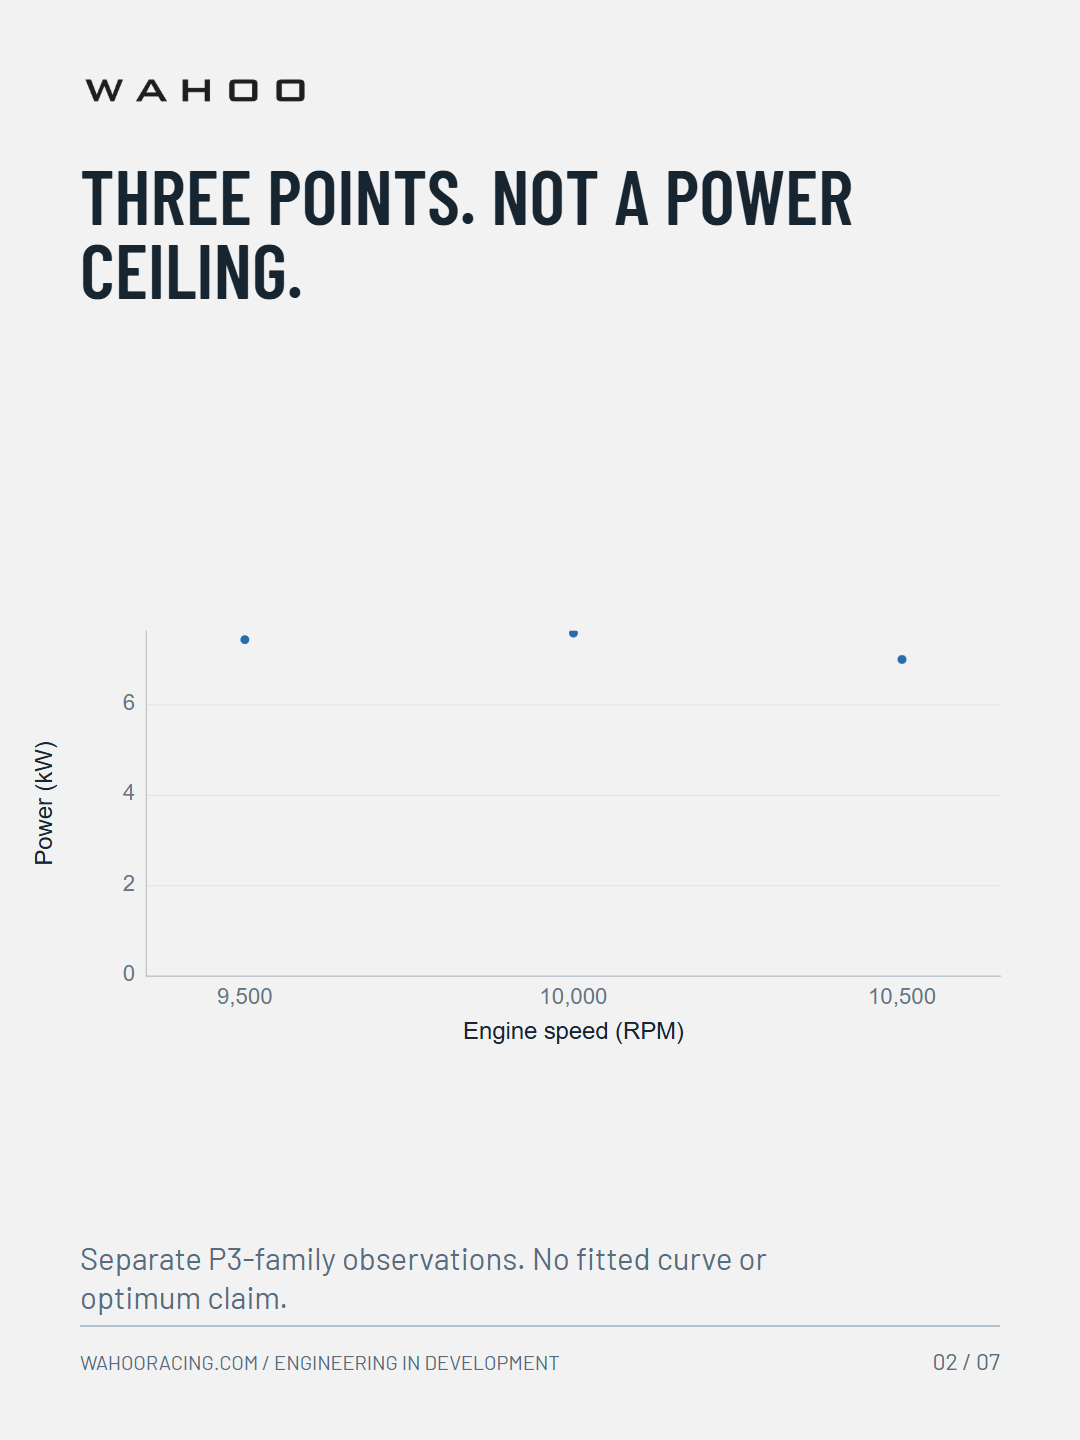 WAHOO
THREE POINTS. NOT A POWER
CEILING.
6
4
2
0
Power (kW)
9,500
10,000
10,500
Engine speed (RPM)
Separate P3-family observations. No fitted curve or
optimum claim.
WAHOORACING.COM / ENGINEERING IN DEVELOPMENT
02 / 07